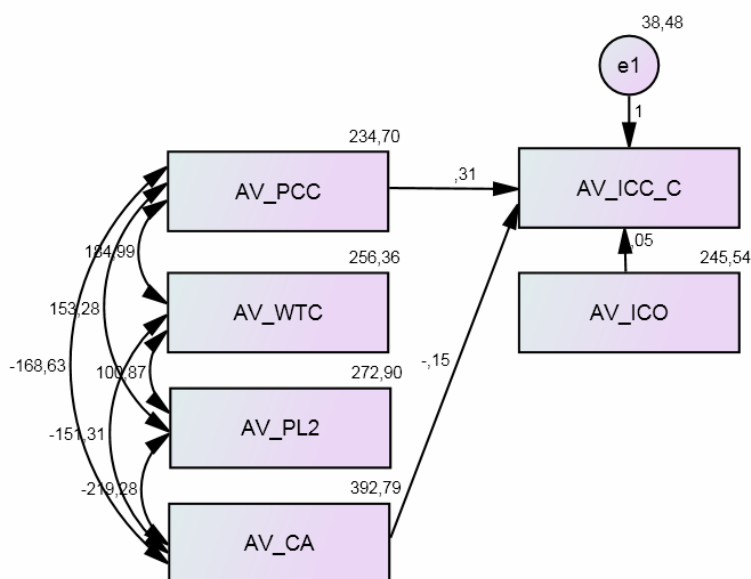 38,48
e1
1
234,70
AV_PCC
,31
AV_ICC_C
184,99
256,36
,05
245,54
AV_WTC
AV_ICO
153,28
-168,63
100,87
272,90
-,15
AV_PL2
-151,31
-219,28
392,79
AV_CA